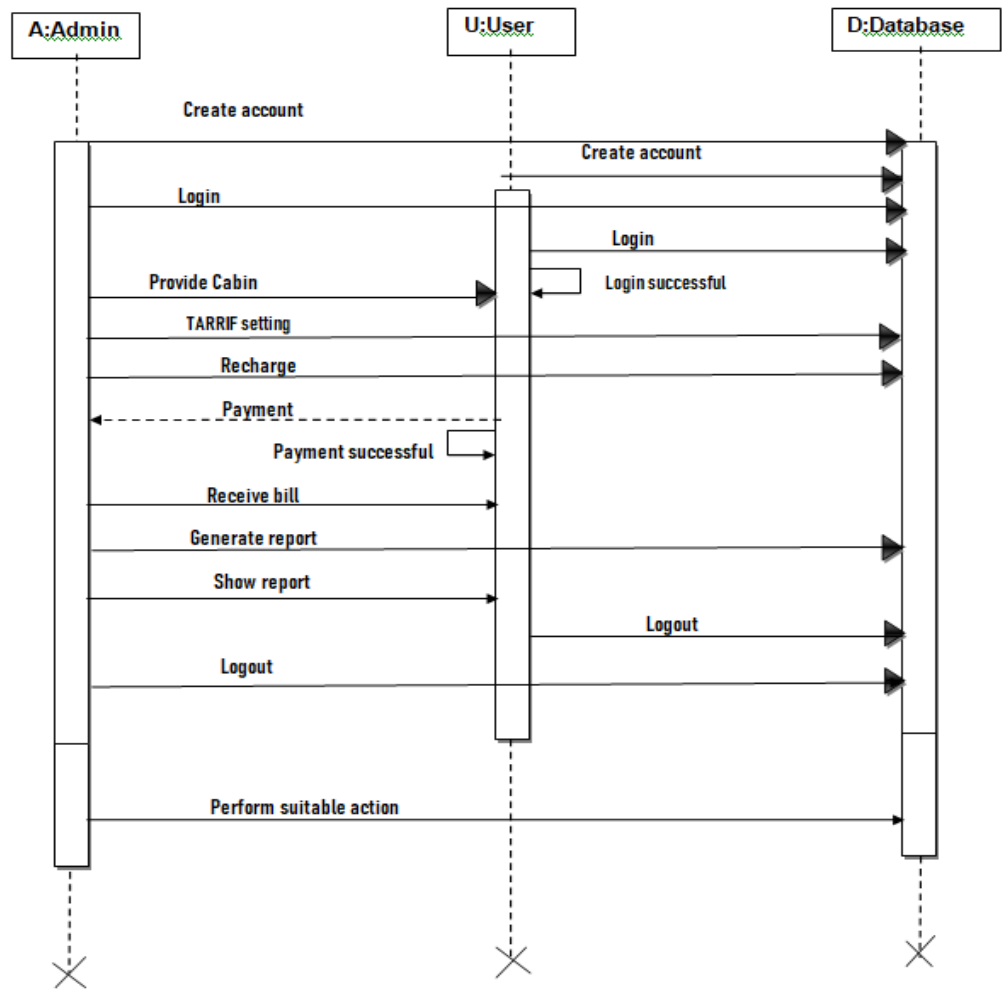 A:Admin
U:User
D:Database
Create account
Create account
Login
Login
Provide Cabin
Login successful
TARRIF setting
Recharge
Payment
Payment successful
Receive bill
Generate report
Show report
Logout
Logout
Perform suitable action